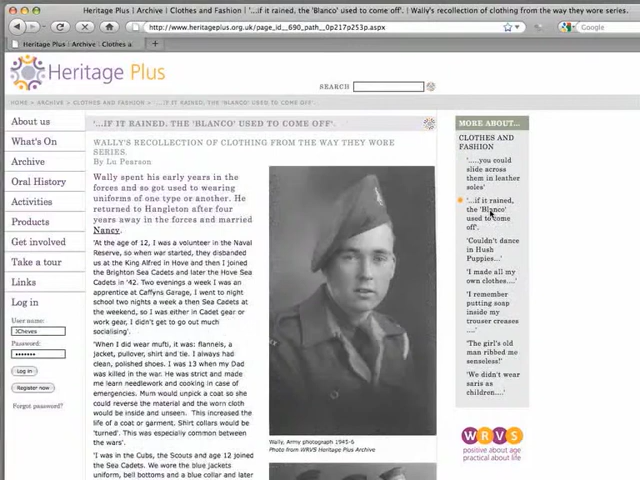 Heritage Plus | Archive | Clothes and Fashion | '...if it rained, the 'Blanco' used to come off'. | Wally's recollection of clothing from the way they wore series.
http://www.heritageplus.org.uk/page_id__690_path__0p217p253p.aspx
Google
Heritage Plus | Archive | Clothes a...
Heritage Plus
SEARCH
HOME > ARCHIVE > CLOTHES AND FASHION > '...IF IT RAINED, THE 'BLANCO' USED TO COME OFF'.
About us
What's On
Archive
Oral History
Activities
Products
Get involved
Take a tour
Links
Log in
User name:
JCheves
Password:
•••••••
Log in
Register now
Forgot password?
'...IF IT RAINED, THE 'BLANCO' USED TO COME OFF'.
WALLY'S RECOLLECTION OF CLOTHING FROM THE WAY THEY WORE
SERIES.
By Lu Pearson
Wally spent his early years in the
forces and so got used to wearing
uniforms of one type or another. He
returned to Hangleton after four
years away in the forces and married
Nancy.
'At the age of 12, I was a volunteer in the Naval
Reserve, so when war started, they disbanded
us at the King Alfred in Hove and then I joined
the Brighton Sea Cadets and later the Hove Sea
Cadets in '42. Two evenings a week I was an
apprentice at Caffyns Garage, I went to night
school two nights a week then Sea Cadets at
the weekend, so I was either in Cadet gear or
work gear, I didn't get to go out much
socialising'.
'When I did wear mufti, it was: flannels, a
jacket, pullover, shirt and tie. I always had
clean, polished shoes. I was 13 when my Dad
was killed in the war. He was strict and made
me learn needlework and cooking in case of
emergencies. Mum would unpick a coat so she
could reverse the material and the worn cloth
would be inside and unseen. This increased the
life of a coat or garment. Shirt collars would be
'turned'. This was especially common between
the wars'.
'I was in the Cubs, the Scouts and age 12 joined
the Sea Cadets. We wore the blue jackets
uniform, bell bottoms and a blue collar and later
Wally, Army photograph 1945-6
Photo from WRVS Heritage Plus Archive
MORE ABOUT...
CLOTHES AND
FASHION
'.....you could
slide across
them in leather
soles'
'...if it rained,
the 'Blanco'
used to come
off'.
'Couldn't dance
in Hush
Puppies...'
'I made all my
own clothes....'
'I remember
putting soap
inside my
trouser creases
....'
'The girl's old
man ribbed me
senseless!'
'We didn't wear
saris as
children....'
WRVS
positive about age
practical about life